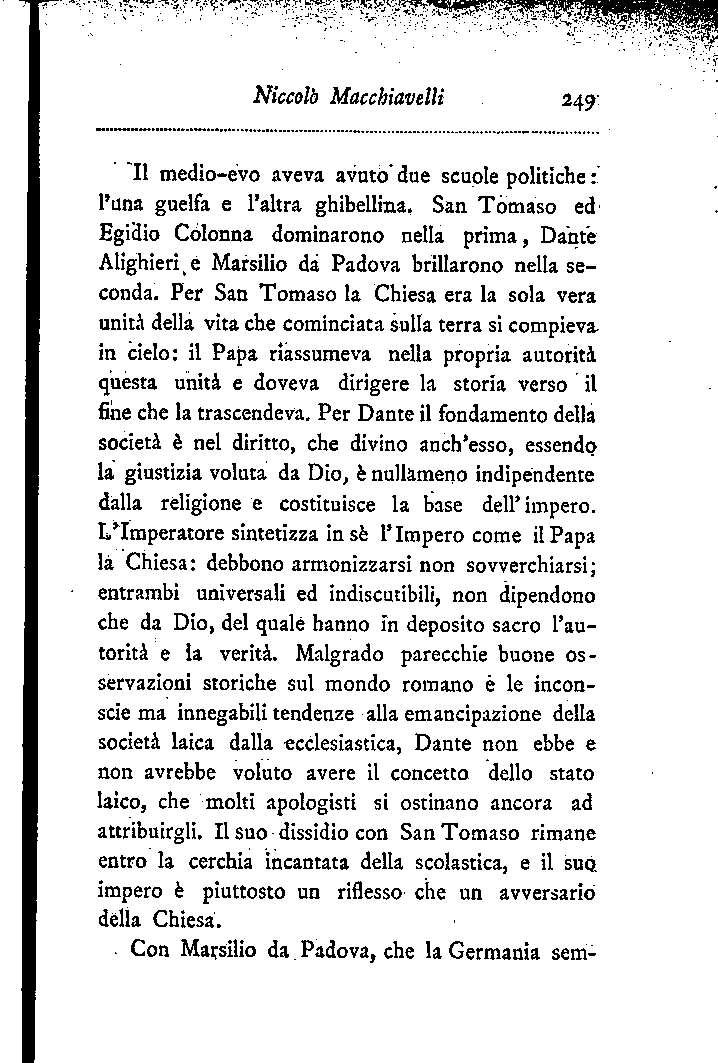 Niccolò Macchiavelli 249
Il medio-evo aveva avuto due scuole politiche:
l'una guelfa e l'altra ghibellina. San Tomaso ed
Egidio Colonna dominarono nella prima, Dante
Alighieri e Marsilio da Padova brillarono nella se-
conda. Per San Tomaso la Chiesa era la sola vera
unità della vita che cominciata sulla terra si compieva
in cielo: il Papa riassumeva nella propria autorità
questa unità e doveva dirigere la storia verso il
fine che la trascendeva. Per Dante il fondamento della
società è nel diritto, che divino anch'esso, essendo
la giustizia voluta da Dio, è nullameno indipendente
dalla religione e costituisce la base dell'impero.
L'Imperatore sintetizza in sè l'Impero come il Papa
la Chiesa: debbono armonizzarsi non sovverchiarsi;
entrambi universali ed indiscutibili, non dipendono
che da Dio, del quale hanno in deposito sacro l'au-
torità e la verità. Malgrado parecchie buone os-
servazioni storiche sul mondo romano e le incon-
scie ma innegabili tendenze alla emancipazione della
società laica dalla ecclesiastica, Dante non ebbe e
non avrebbe voluto avere il concetto dello stato
laico, che molti apologisti si ostinano ancora ad
attribuirgli. Il suo dissidio con San Tomaso rimane
entro la cerchia incantata della scolastica, e il suo
impero è piuttosto un riflesso che un avversario
della Chiesa.
Con Marsilio da Padova, che la Germania sem-